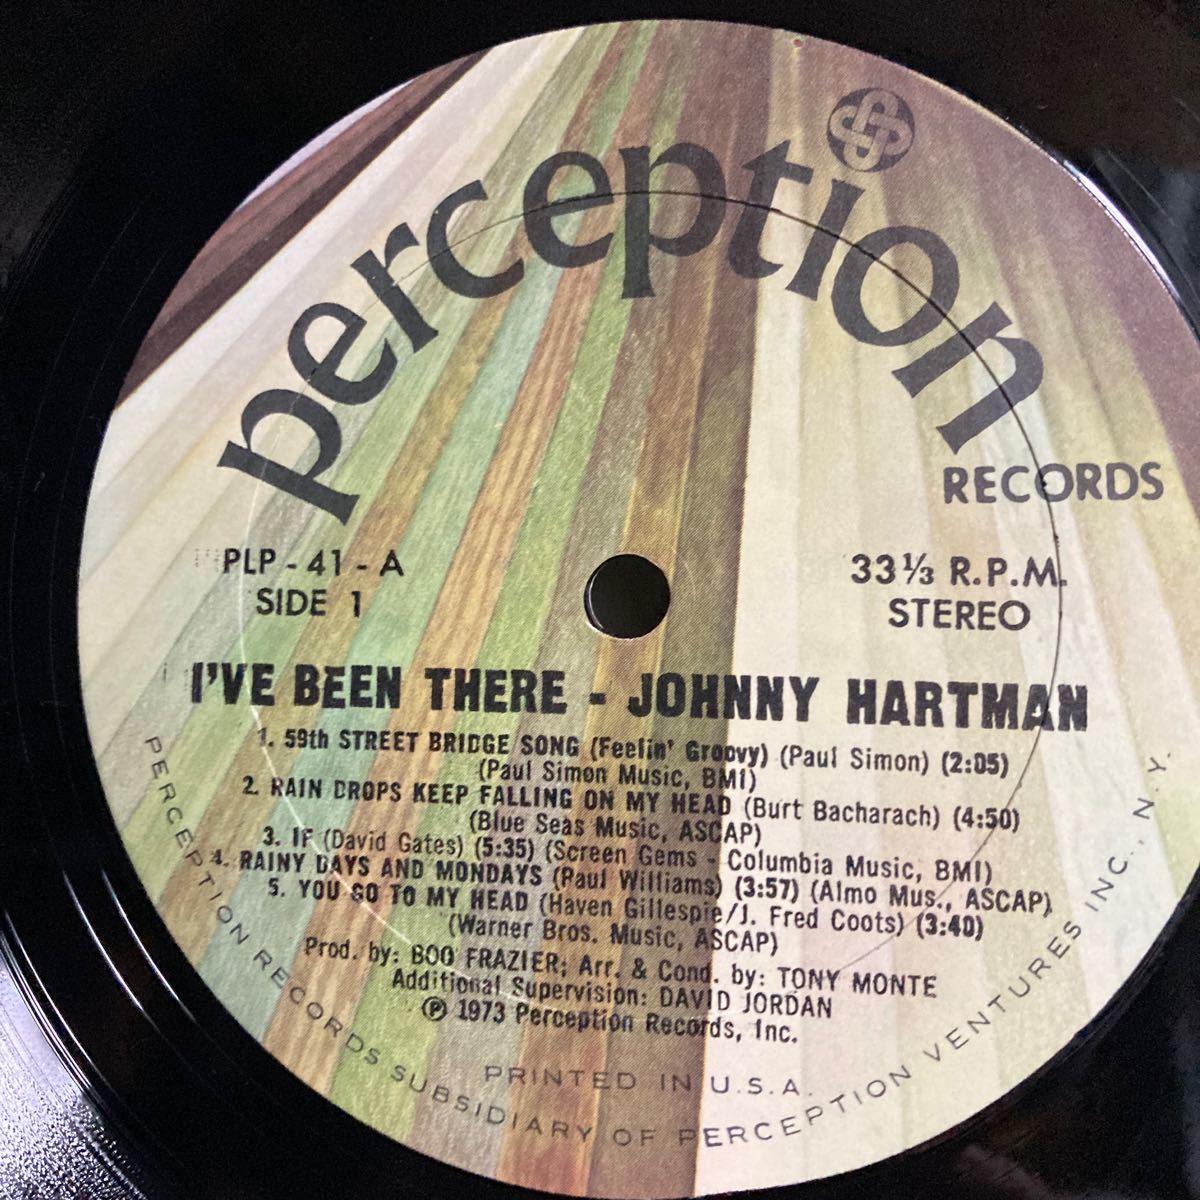 perception
RECORDS
PLP - 41 - A
SIDE 1
33 1/3 R.P.M.
STEREO
I'VE BEEN THERE - JOHNNY HARTMAN
1. 59th STREET BRIDGE SONG (Feelin' Groovy) (Paul Simon) (2:05)
(Paul Simon Music, BMI)
2. RAIN DROPS KEEP FALLING ON MY HEAD (Burt Bacharach) (4:50)
(Blue Seas Music, ASCAP)
3. IF (David Gates) (5:35) (Screen Gems - Columbia Music, BMI)
4. RAINY DAYS AND MONDAYS (Paul Williams) (3:57) (Almo Mus., ASCAP)
5. YOU GO TO MY HEAD (Haven Gillespie/J. Fred Coots) (3:40)
(Warner Bros. Music, ASCAP)
Prod. by: BOO FRAZIER; Arr. & Cond. by: TONY MONTE
Additional Supervision: DAVID JORDAN
℗ 1973 Perception Records, Inc.
PRINTED IN U.S.A.
PERCEPTION RECORDS SUBSIDIARY OF PERCEPTION VENTURES INC., N.Y.